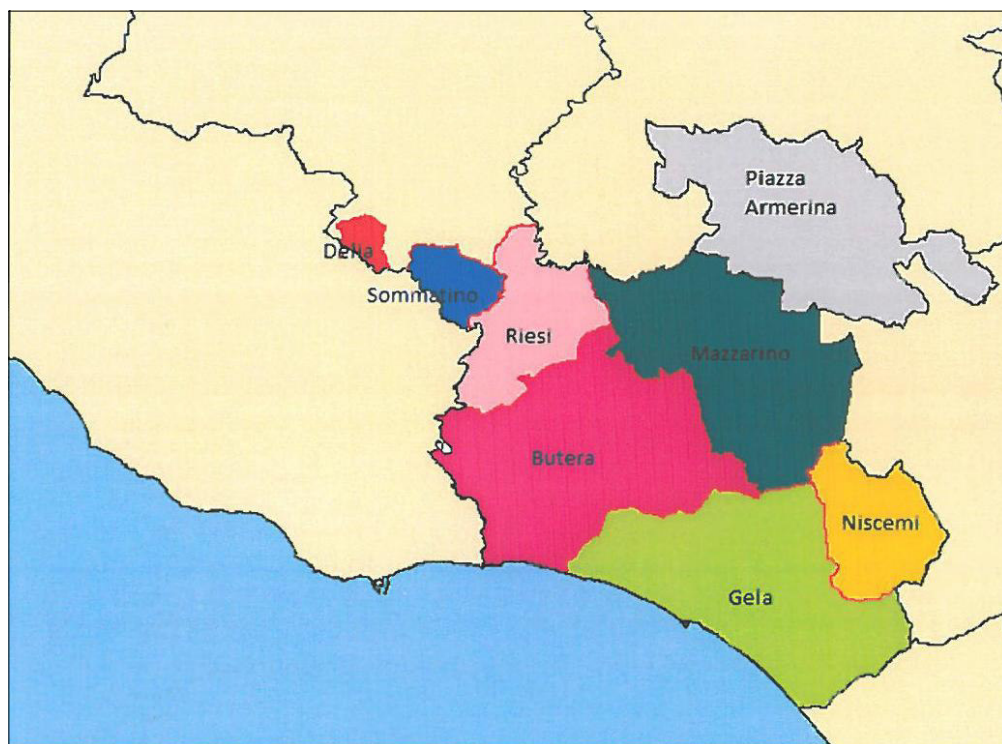 Piazza
Armerina
Delia
Sommatino
Riesi
Mazzarino
Butera
Niscemi
Gela